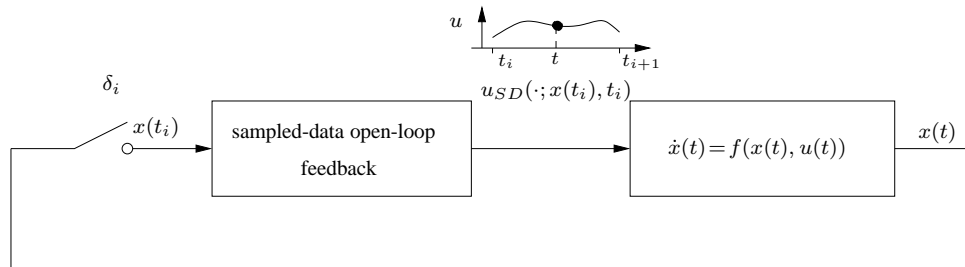 u
t_i
t
t_{i+1}
δ_i
u_{SD}(·; x(t_i), t_i)
x(t_i)
sampled-data open-loop
feedback
ẋ(t)=f(x(t), u(t))
x(t)